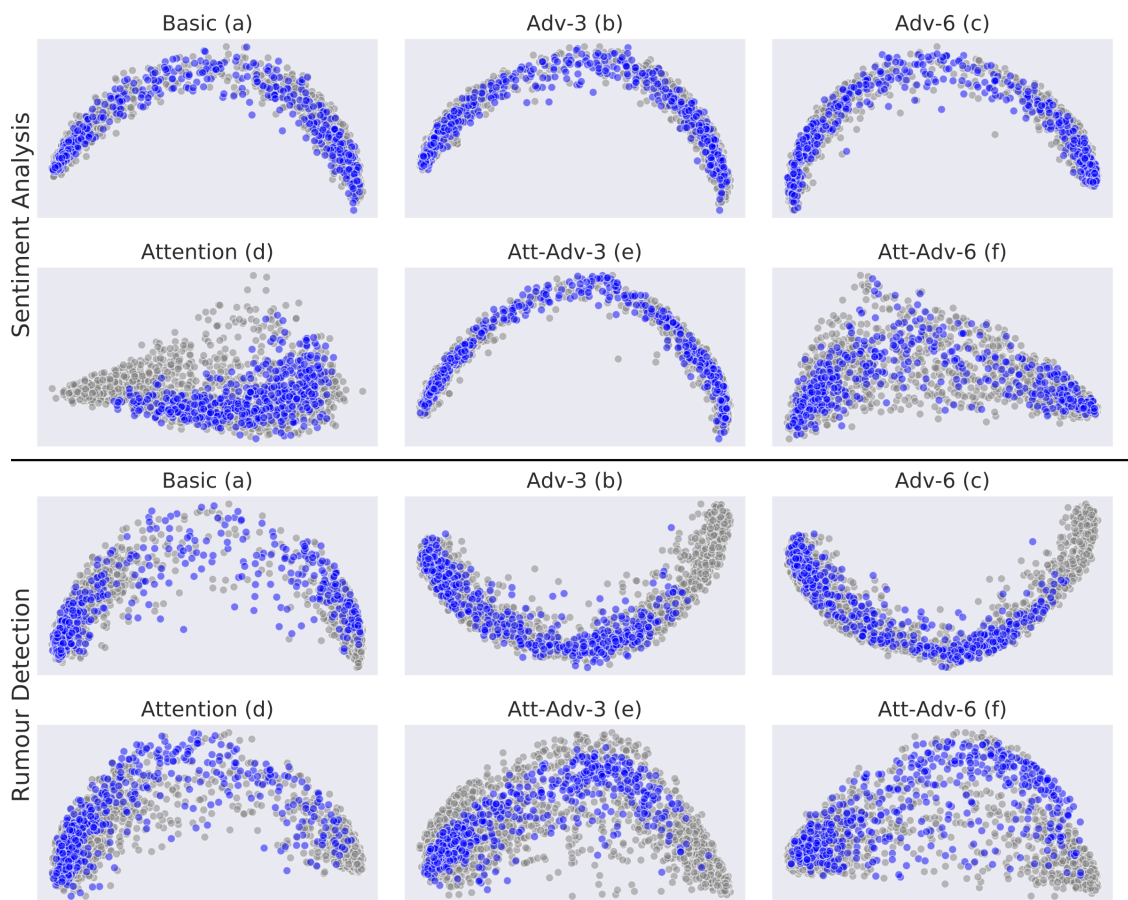 Sentiment Analysis
Basic (a)
Adv-3 (b)
Adv-6 (c)
Attention (d)
Att-Adv-3 (e)
Att-Adv-6 (f)
Rumour Detection
Basic (a)
Adv-3 (b)
Adv-6 (c)
Attention (d)
Att-Adv-3 (e)
Att-Adv-6 (f)